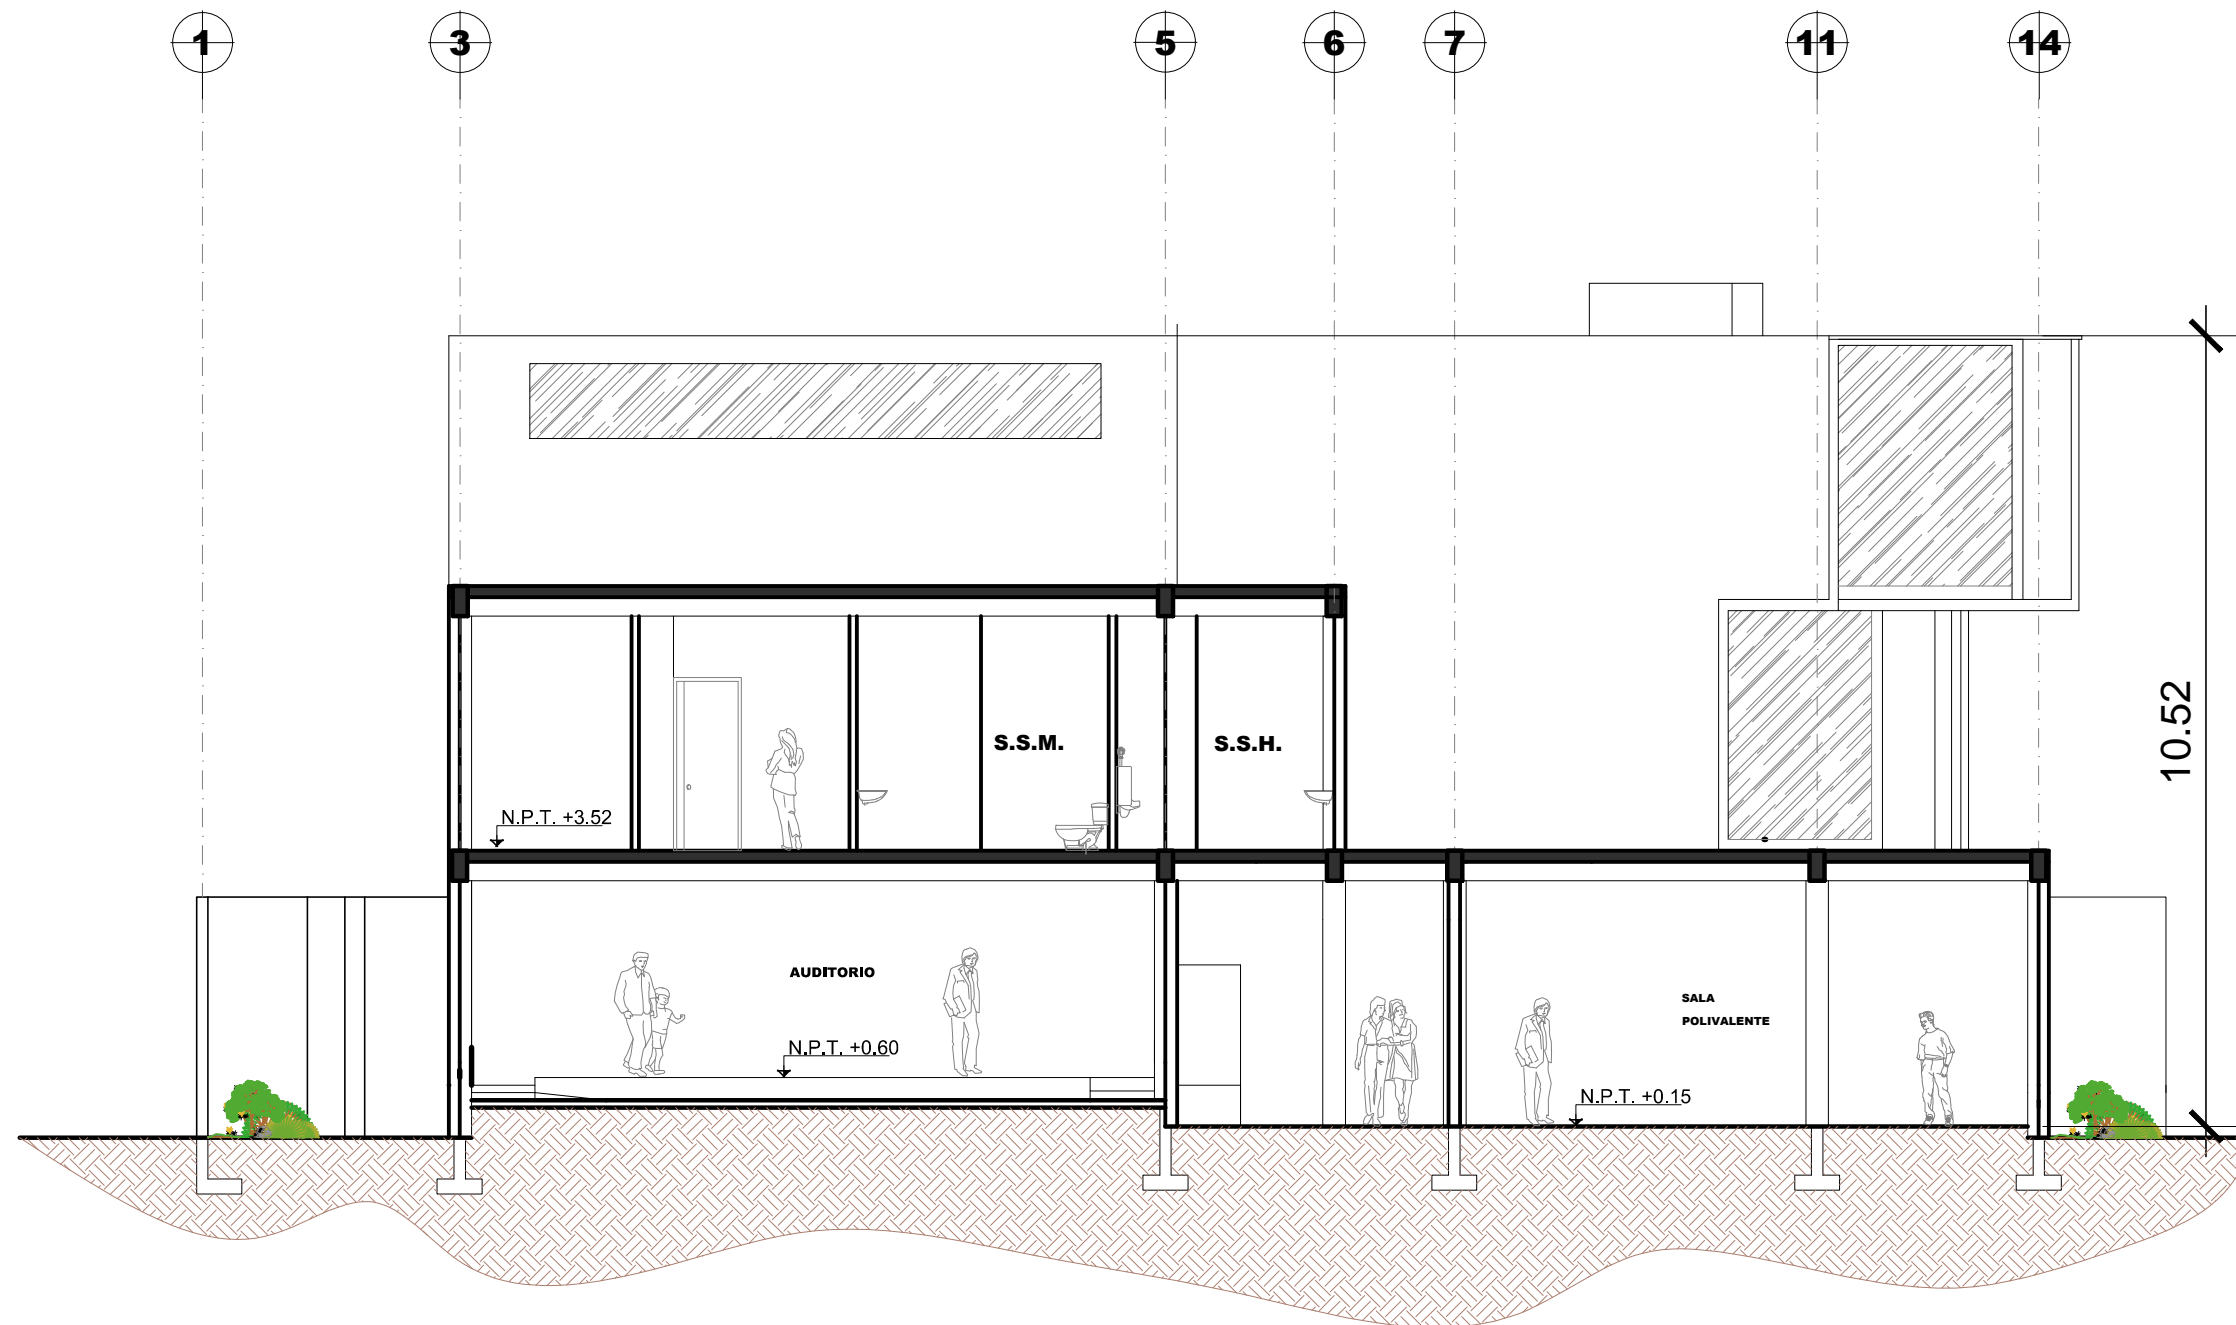 1 3 5 6 7 11 14
10.52
S.S.M. S.S.H.
N.P.T. +3.52
AUDITORIO
SALA
POLIVALENTE
N.P.T. +0.60
N.P.T. +0.15